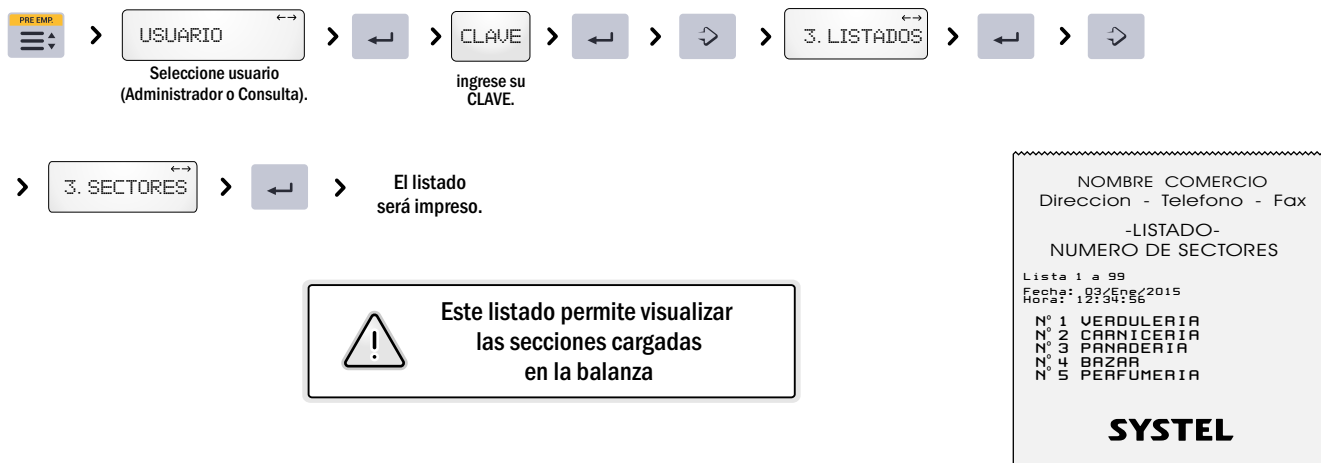 PRE EMP.
USUARIO
Seleccione usuario
(Administrador o Consulta).
CLAVE
ingrese su
CLAVE.
3. LISTADOS
3. SECTORES
El listado
será impreso.
Este listado permite visualizar
las secciones cargadas
en la balanza
NOMBRE COMERCIO
Direccion - Telefono - Fax
-LISTADO-
NUMERO DE SECTORES
Lista 1 a 99
Fecha: 03/Ene/2015
Hora: 12:34:56
N° 1 VERDULERIA
N° 2 CARNICERIA
N° 3 PANADERIA
N° 4 BAZAR
N° 5 PERFUMERIA
SYSTEL